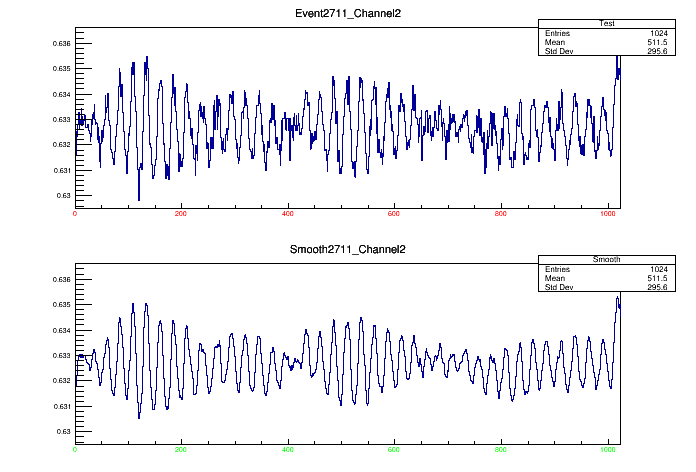 Event2711_Channel2
Test
Entries 1024
Mean 511.5
Std Dev 295.6
0.636
0.635
0.634
0.633
0.632
0.631
0.63
0 200 400 600 800 1000
Smooth2711_Channel2
Smooth
Entries 1024
Mean 511.5
Std Dev 295.6
0.636
0.635
0.634
0.633
0.632
0.631
0.63
0 200 400 600 800 1000